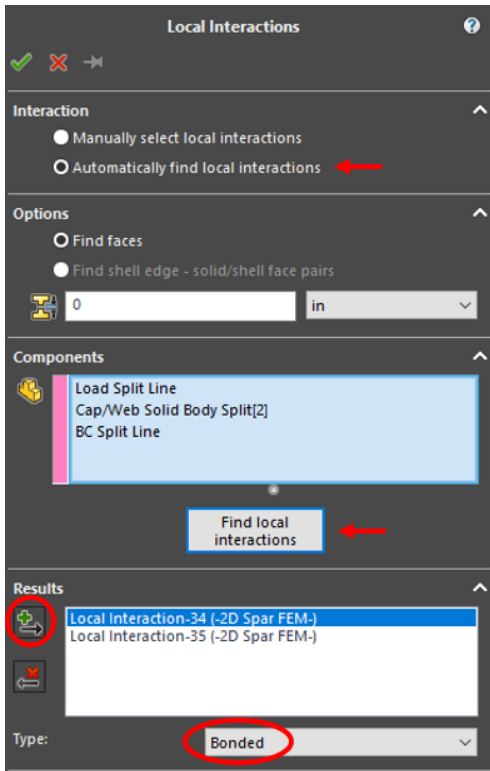 Local Interactions
?
Interaction
Manually select local interactions
Automatically find local interactions
Options
Find faces
Find shell edge - solid/shell face pairs
0 in
Components
Load Split Line
Cap/Web Solid Body Split[2]
BC Split Line
Find local
interactions
Results
Local Interaction-34 (-2D Spar FEM-)
Local Interaction-35 (-2D Spar FEM-)
Type: Bonded